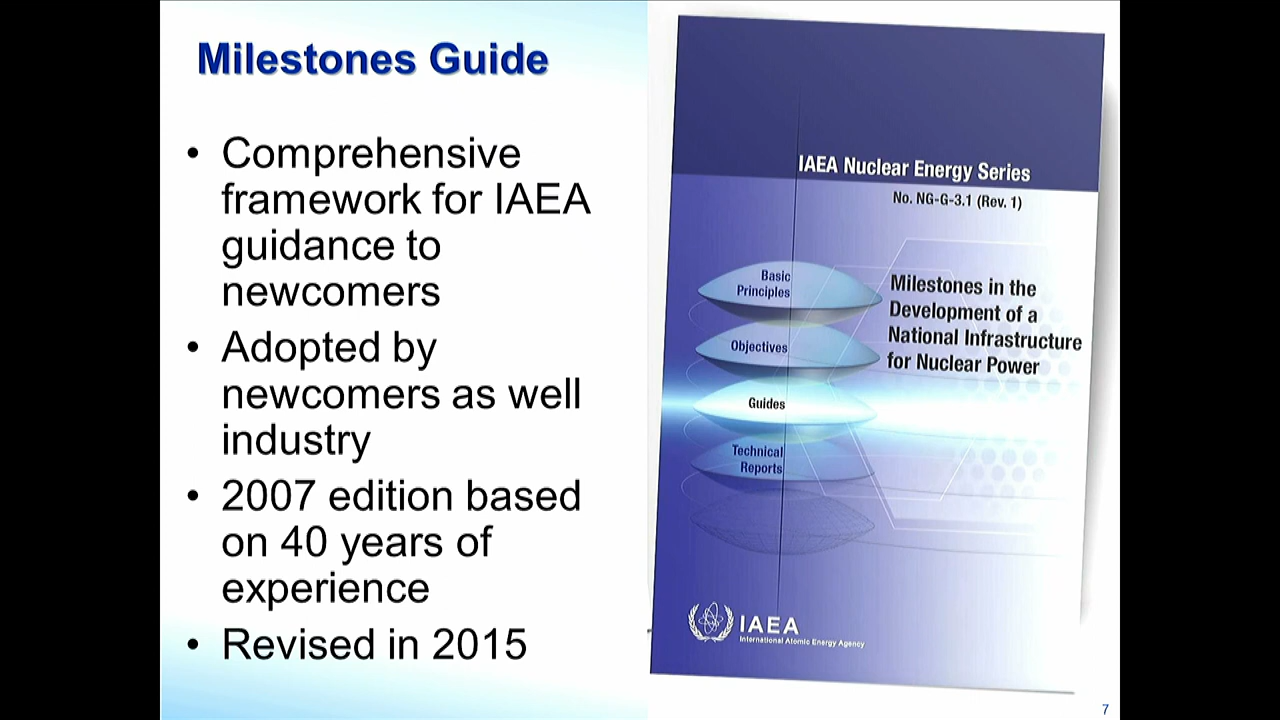 Milestones Guide
• Comprehensive
framework for IAEA
guidance to
newcomers
• Adopted by
newcomers as well
industry
• 2007 edition based
on 40 years of
experience
• Revised in 2015
IAEA Nuclear Energy Series
No. NG-G-3.1 (Rev. 1)
Basic
Principles
Objectives
Guides
Technical
Reports
Milestones in the
Development of a
National Infrastructure
for Nuclear Power
IAEA
International Atomic Energy Agency
7